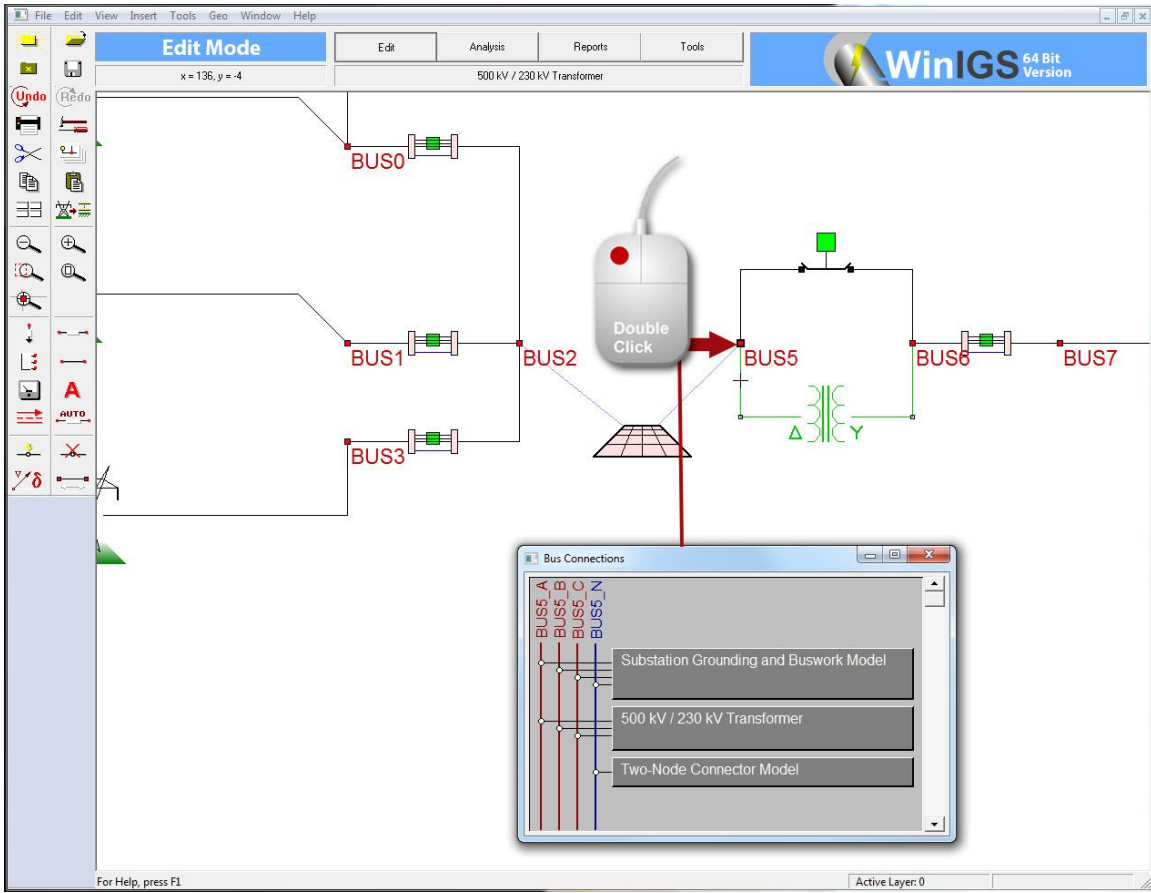 File Edit View Insert Tools Geo Window Help
Edit Mode
Edit Analysis Reports Tools
WinIGS 64 Bit Version
x = 136, y = -4
500 kV / 230 kV Transformer
Undo Redo
A
AUTO
BUS0
BUS1
BUS2
BUS3
Double
Click
BUS5
BUS6
BUS7
Δ Y
Bus Connections
BUS5_A
BUS5_B
BUS5_C
BUS5_N
Substation Grounding and Buswork Model
500 kV / 230 kV Transformer
Two-Node Connector Model
For Help, press F1
Active Layer: 0